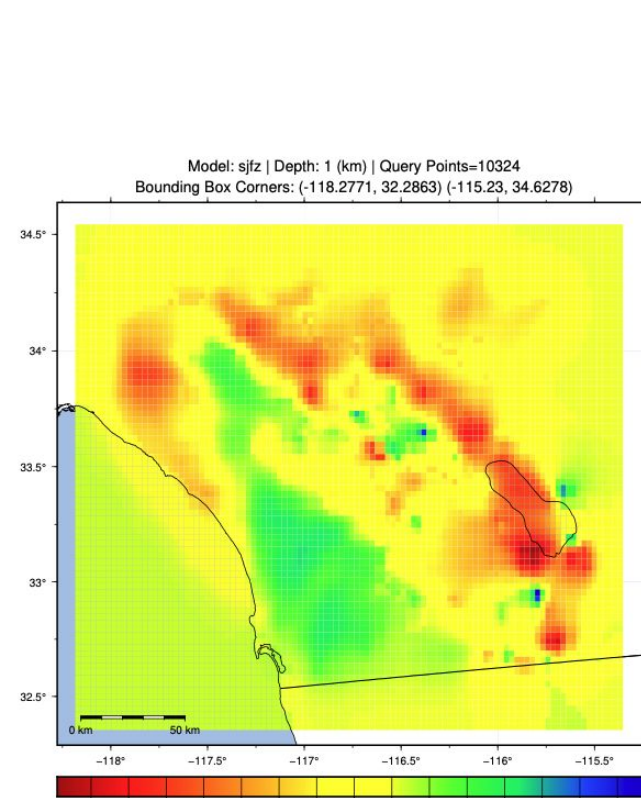 Model: sjfz | Depth: 1 (km) | Query Points=10324
Bounding Box Corners: (-118.2771, 32.2863) (-115.23, 34.6278)
34.5°
34°
33.5°
33°
32.5°
0 km 50 km
-118° -117.5° -117° -116.5° -116° -115.5°